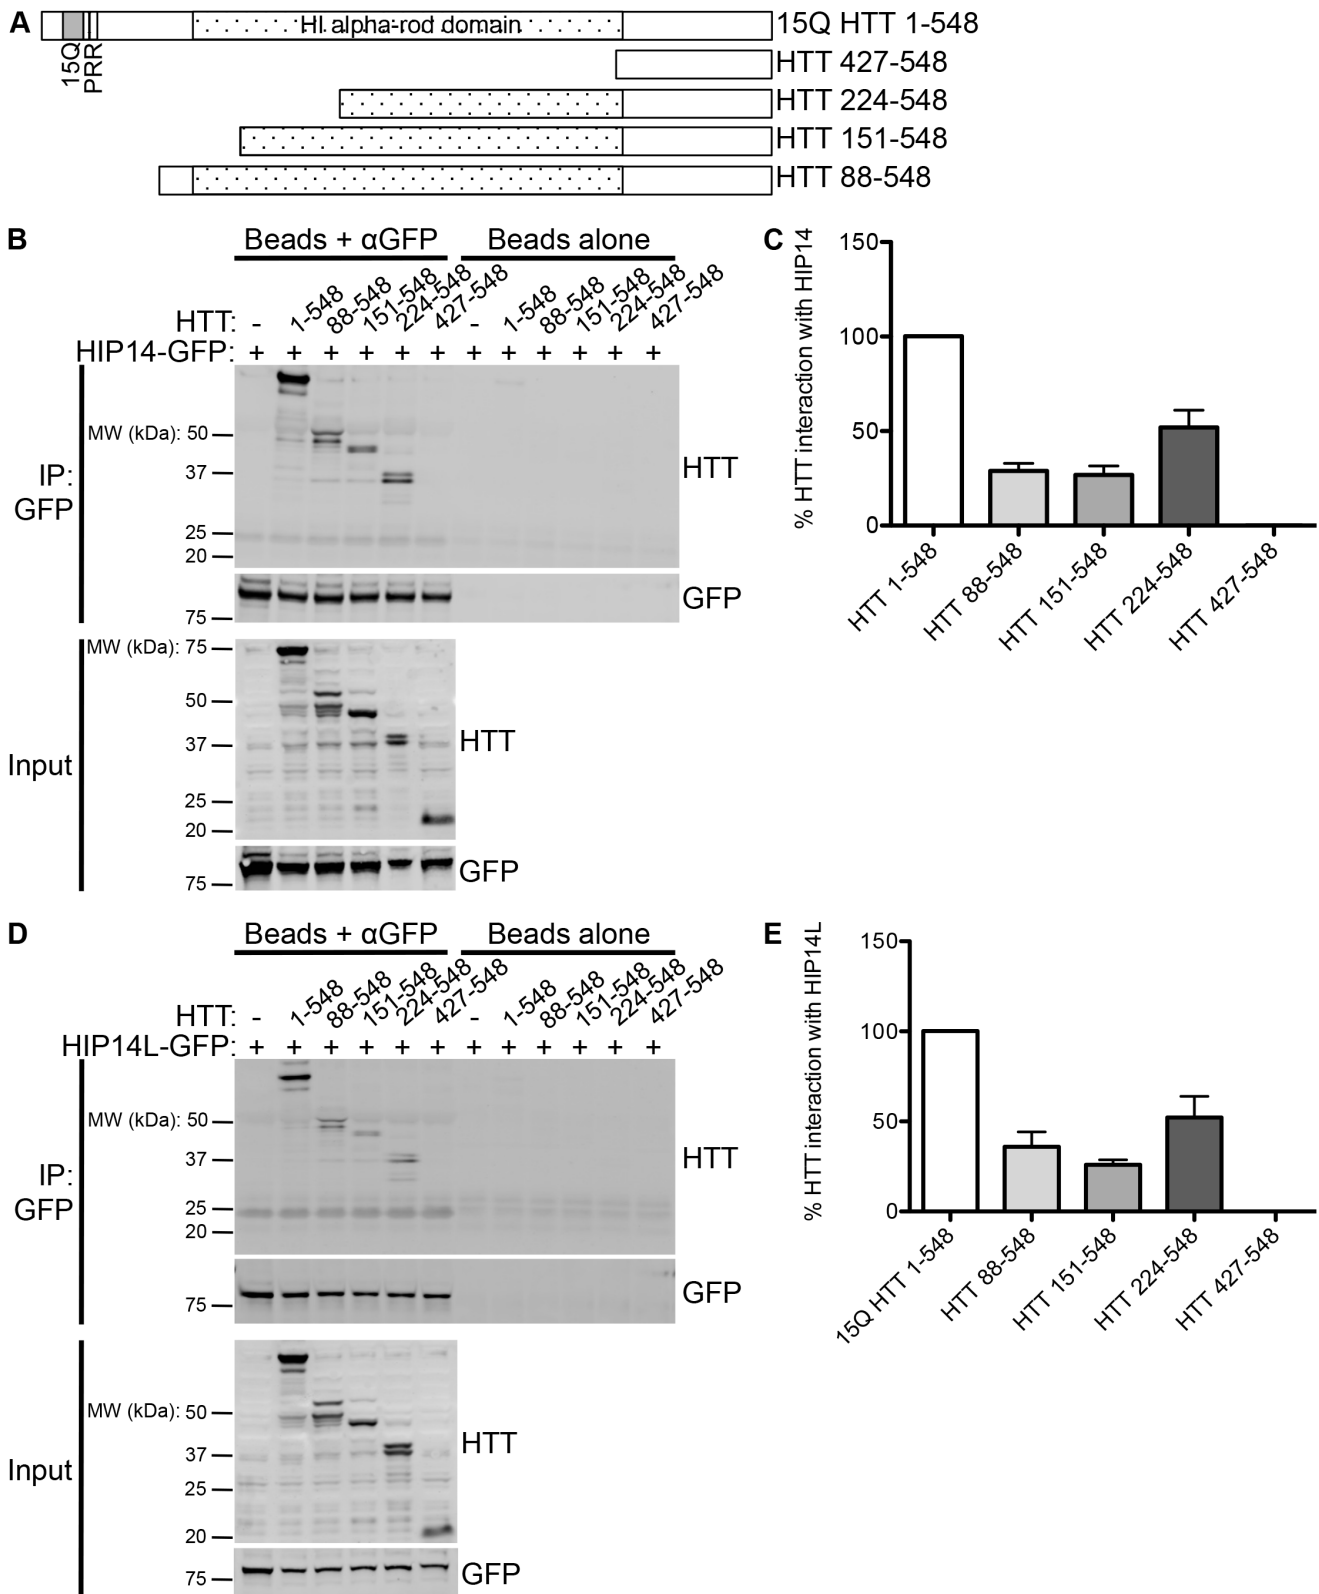 A
HI alpha-rod domain
15Q HTT 1-548
15Q
PRR
HTT 427-548
HTT 224-548
HTT 151-548
HTT 88-548
B
Beads + αGFP
Beads alone
HTT: - 1-548 88-548 151-548 224-548 427-548 - 1-548 88-548 151-548 224-548 427-548
HIP14-GFP: + + + + + + + + + + + +
IP:
GFP
MW (kDa): 50
37
25
20
HTT
75
GFP
Input
MW (kDa): 75
50
37
25
20
HTT
75
GFP
C
% HTT interaction with HIP14
150
100
50
0
HTT 1-548
HTT 88-548
HTT 151-548
HTT 224-548
HTT 427-548
D
Beads + αGFP
Beads alone
HTT: - 1-548 88-548 151-548 224-548 427-548 - 1-548 88-548 151-548 224-548 427-548
HIP14L-GFP: + + + + + + + + + + + +
IP:
GFP
MW (kDa): 50
37
25
20
HTT
75
GFP
Input
MW (kDa): 50
37
25
20
HTT
75
GFP
E
% HTT interaction with HIP14L
150
100
50
0
15Q HTT 1-548
HTT 88-548
HTT 151-548
HTT 224-548
HTT 427-548